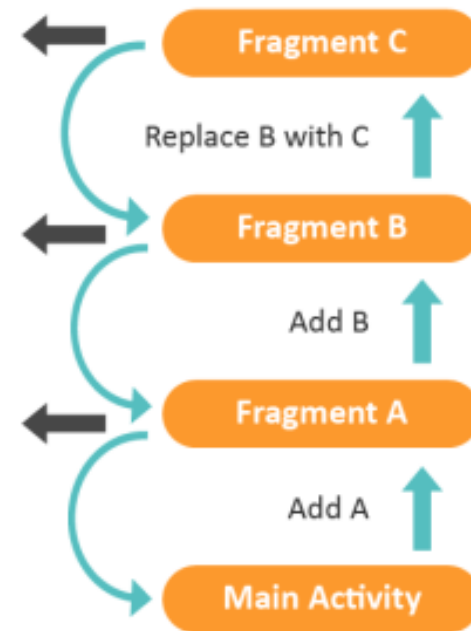 Fragment C
Replace B with C
Fragment B
Add B
Fragment A
Add A
Main Activity